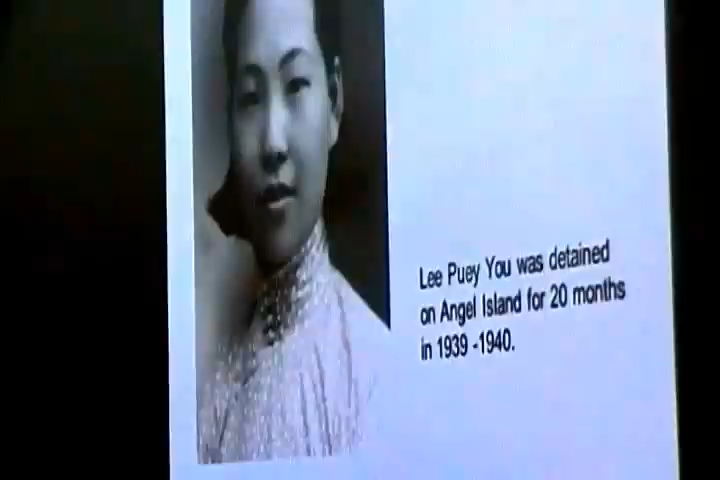 Lee Puey You was detained
on Angel Island for 20 months
in 1939 -1940.